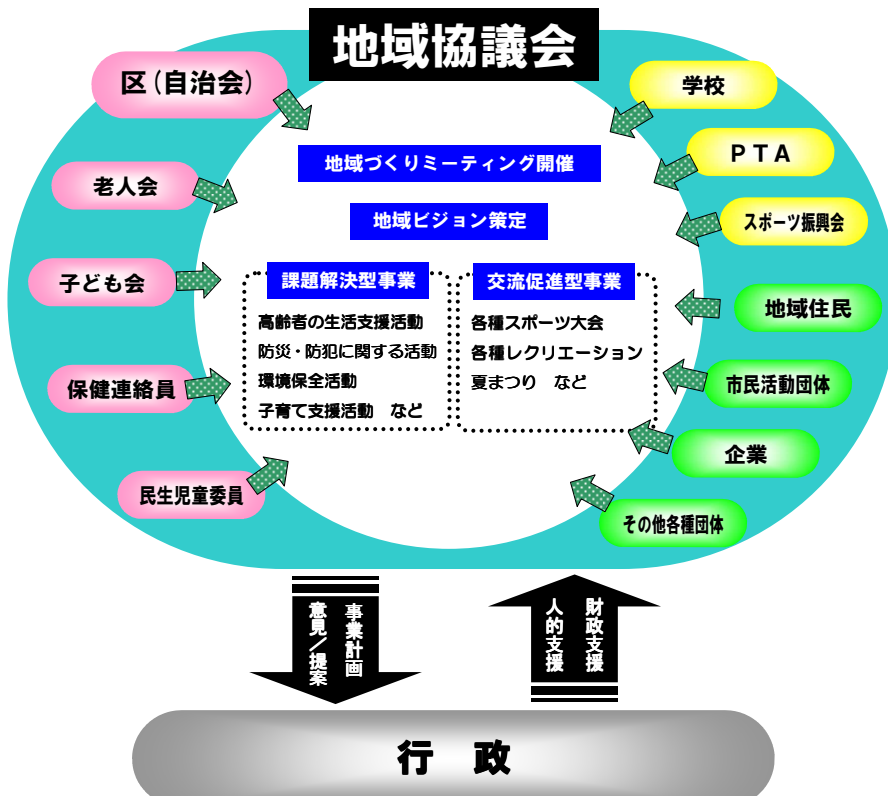 地域協議会
区(自治会)
老人会
子ども会
保健連絡員
民生児童委員
学校
PTA
スポーツ振興会
地域住民
市民活動団体
企業
その他各種団体
地域づくりミーティング開催
地域ビジョン策定
課題解決型事業
高齢者の生活支援活動
防災・防犯に関する活動
環境保全活動
子育て支援活動 など
交流促進型事業
各種スポーツ大会
各種レクリエーション
夏まつり など
事業計画
意見/提案
財政支援
人的支援
行 政